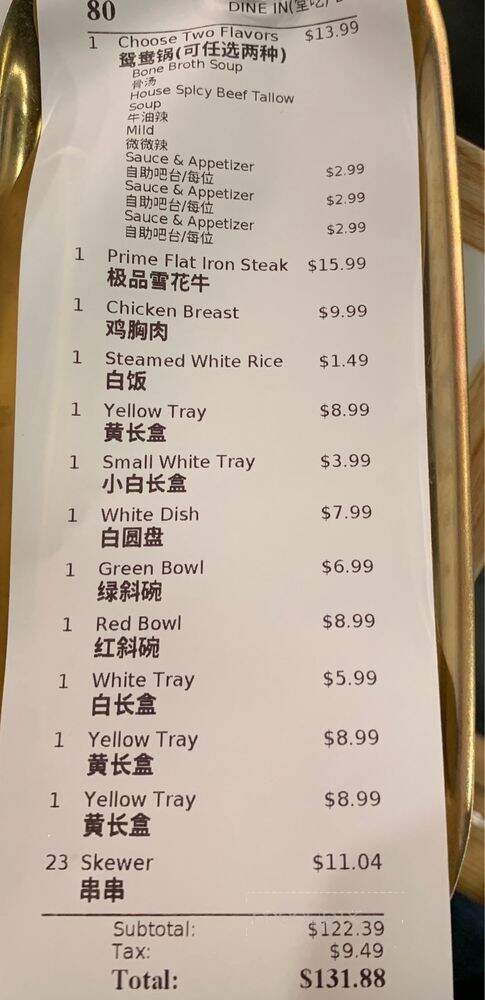 80 DINE IN(堂吃)
1 Choose Two Flavors $13.99
鸳鸯锅(可任选两种)
Bone Broth Soup
骨汤
House Spicy Beef Tallow
Soup
牛油辣
Mild
微微辣
Sauce & Appetizer $2.99
自助吧台/每位
Sauce & Appetizer $2.99
自助吧台/每位
Sauce & Appetizer $2.99
自助吧台/每位
1 Prime Flat Iron Steak $15.99
极品雪花牛
1 Chicken Breast $9.99
鸡胸肉
1 Steamed White Rice $1.49
白饭
1 Yellow Tray $8.99
黄长盒
1 Small White Tray $3.99
小白长盒
1 White Dish $7.99
白圆盘
1 Green Bowl $6.99
绿斜碗
1 Red Bowl $8.99
红斜碗
1 White Tray $5.99
白长盒
1 Yellow Tray $8.99
黄长盒
1 Yellow Tray $8.99
黄长盒
23 Skewer $11.04
串串
Subtotal: $122.39
Tax: $9.49
Total: $131.88